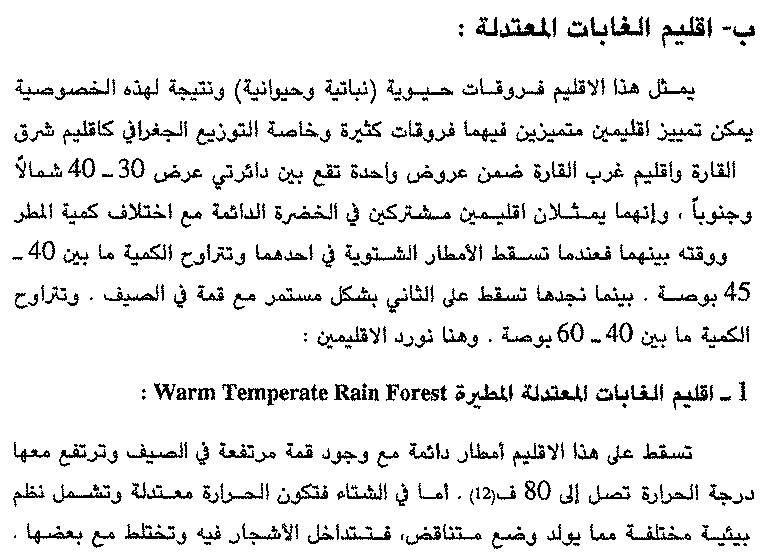 ب- اقليم الغابات المعتدلة :
يمثل هذا الاقليم فروقات حيوية (نباتية وحيوانية) ونتيجة لهذه الخصوصية
يمكن تمييز اقليمين متميزين فيهما فروقات كثيرة وخاصة التوزيع الجغرافي كاقليم شرق
القارة واقليم غرب القارة ضمن عروض واحدة تقع بين دائرتي عرض 30 ـ 40 شمالاً
وجنوباً ، وإنهما يمثلان اقليمين مشتركين في الخضرة الدائمة مع اختلاف كمية المطر
ووقته بينهما فعندما تسقط الأمطار الشتوية في احدهما وتتراوح الكمية ما بين 40 ـ
45 بوصة . بينما نجدها تسقط على الثاني بشكل مستمر مع قمة في الصيف . وتتراوح
الكمية ما بين 40 ـ 60 بوصة . وهنا نورد الاقليمين :
1 ـ اقليم الغابات المعتدلة المطيرة Warm Temperate Rain Forest :
تسقط على هذا الاقليم أمطار دائمة مع وجود قمة مرتفعة في الصيف وترتفع معها
درجة الحرارة تصل إلى 80 ف(12) . أما في الشتاء فتكون الحرارة معتدلة وتشمل نظم
بيئية مختلفة مما يولد وضع متناقض، فتتداخل الأشجار فيه وتختلط مع بعضها .